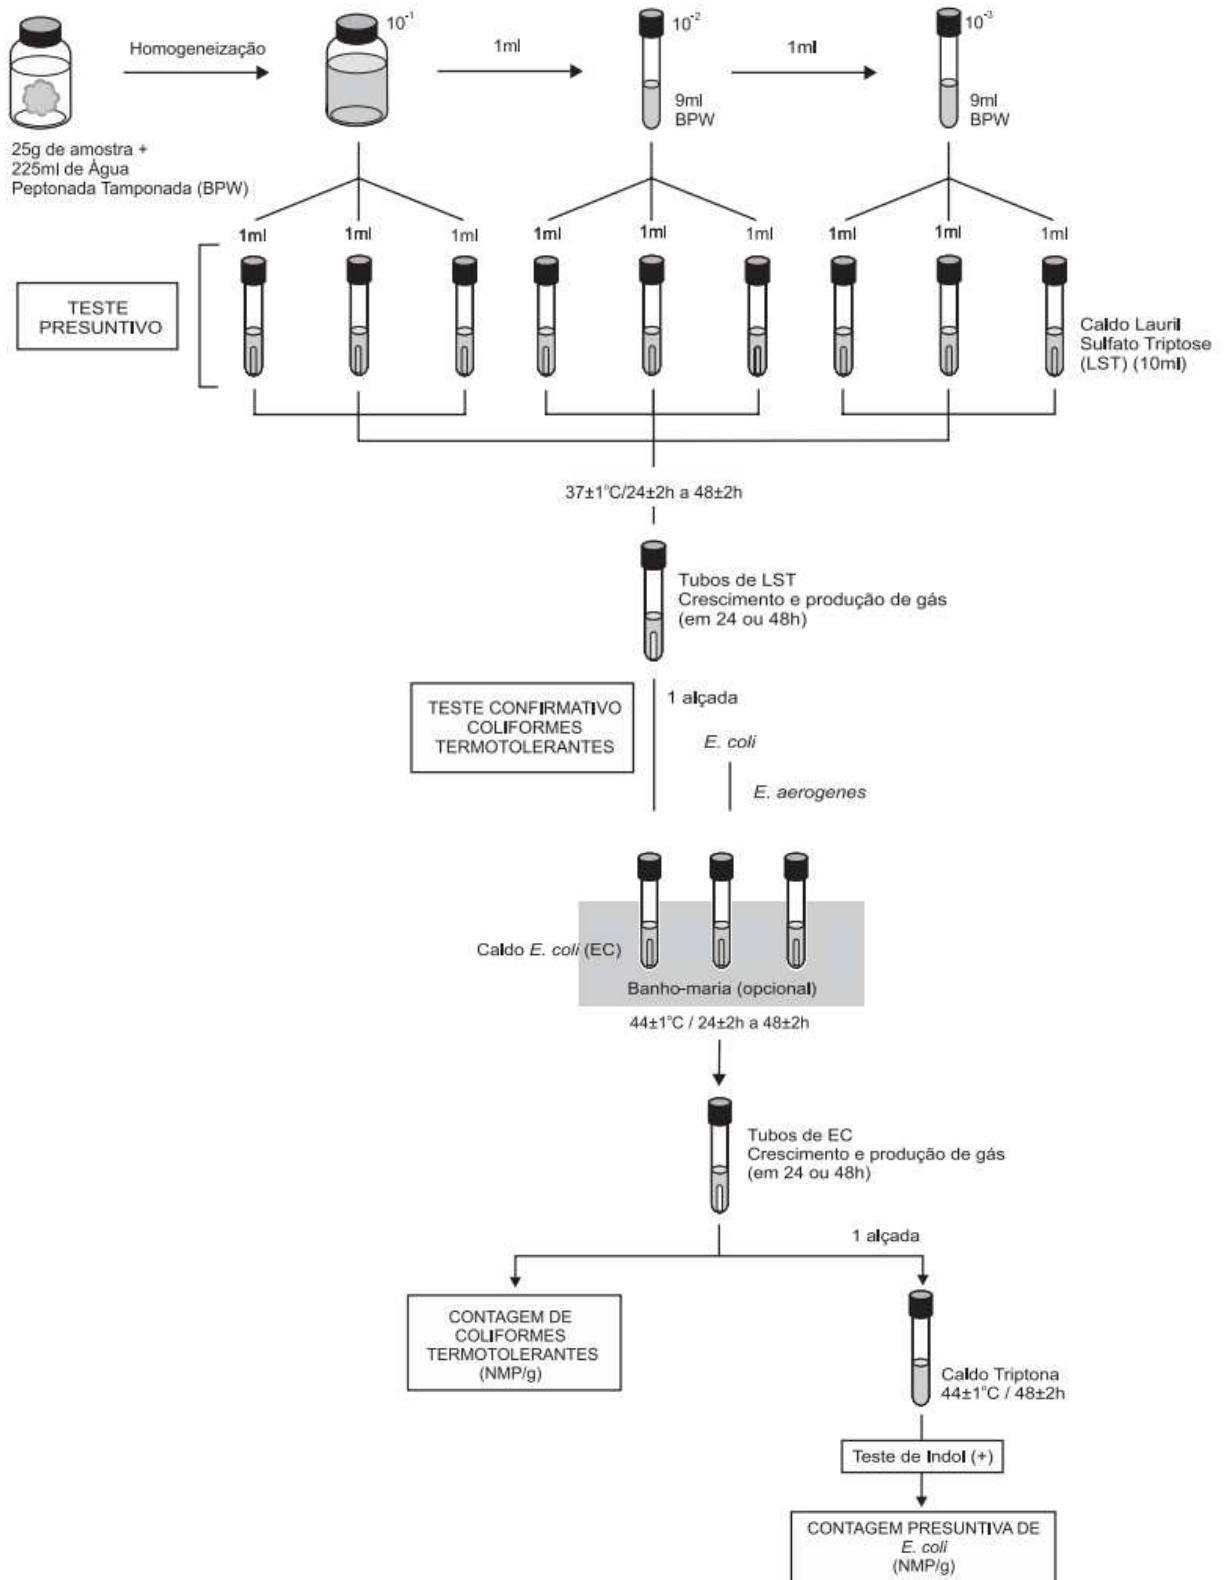 10-1
10-2
10-3
Homogeneização
1ml
1ml
9ml
BPW
9ml
BPW
25g de amostra +
225ml de Àgua
Peptonada Tamponada (BPW)
1ml
1ml
1ml
1ml
1ml
1ml
1ml
1ml
1ml
TESTE
PRESUNTIVO
Caldo Lauril
Sulfato Triptose
(LST) (10ml)
37±1°C/24±2h a 48±2h
Tubos de LST
Crescimento e produção de gás
(em 24 ou 48h)
TESTE CONFIRMATIVO
COLIFORMES
TERMOTOLERANTES
1 alçada
E. coli
E. aerogenes
Caldo E. coli (EC)
Banho-maria (opcional)
44±1°C / 24±2h a 48±2h
Tubos de EC
Crescimento e produção de gás
(em 24 ou 48h)
1 alçada
CONTAGEM DE
COLIFORMES
TERMOTOLERANTES
(NMP/g)
Caldo Triptona
44±1°C / 48±2h
Teste de Indol (+)
CONTAGEM PRESUNTIVA DE
E. coli
(NMP/g)